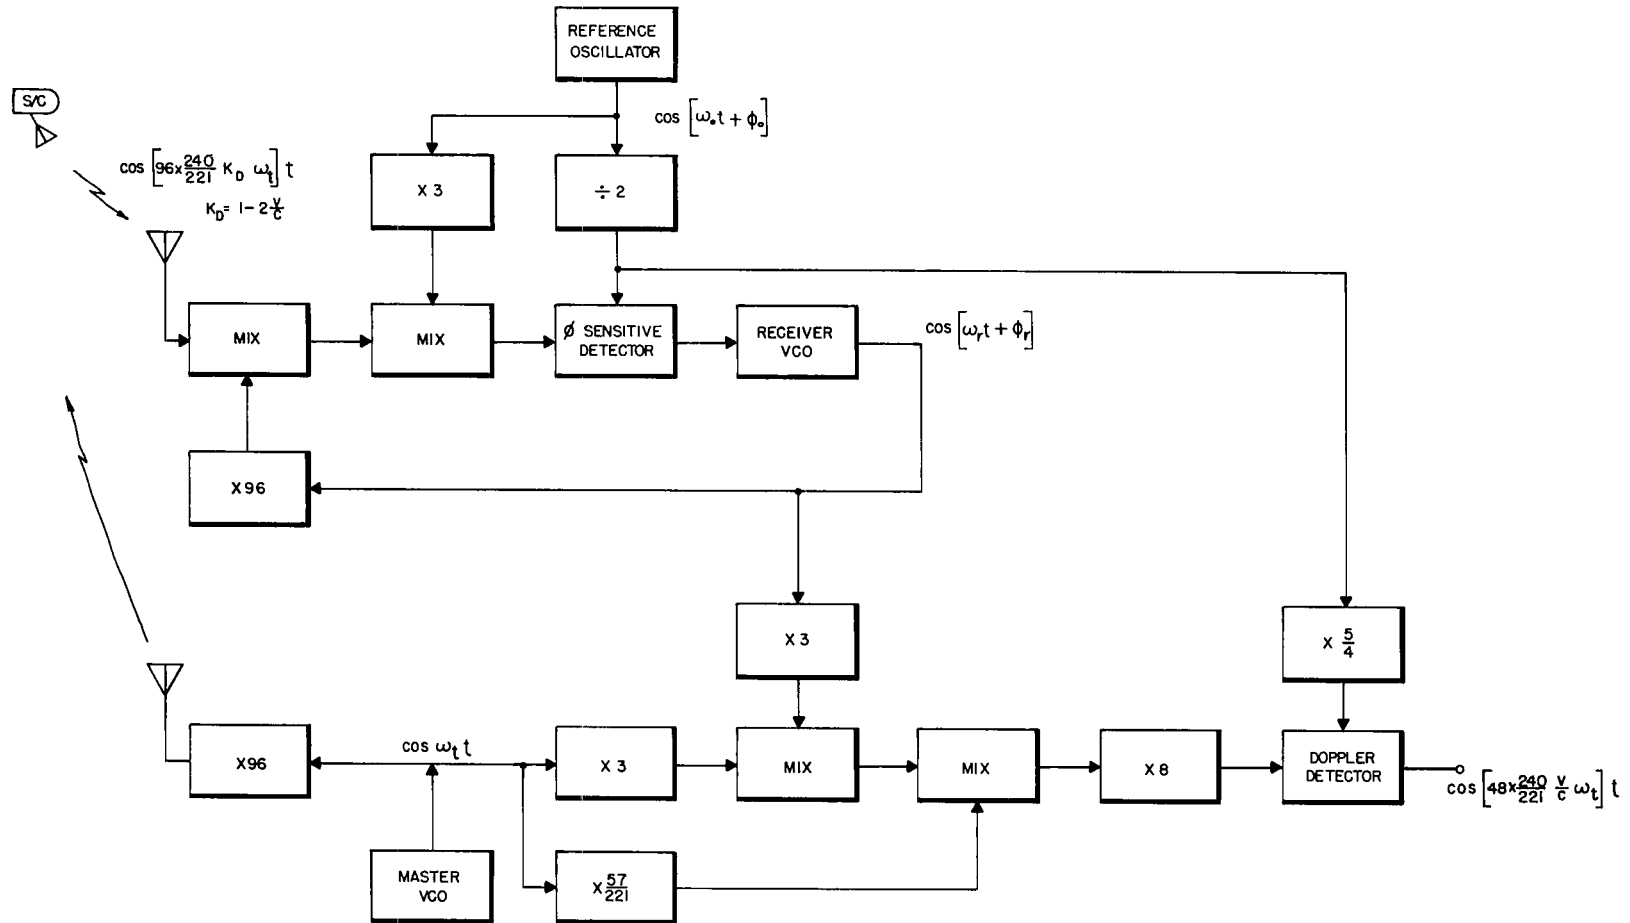 REFERENCE
OSCILLATOR
S/C
cos [ω₀t + ϕ₀]
cos [96x 240/221 K_D ω_t] t
K_D = 1-2 V/C
X 3
÷ 2
MIX
MIX
Ø SENSITIVE
DETECTOR
RECEIVER
VCO
cos [ω_r t + ϕ_r]
X96
X 3
X 5/4
X96
cos ω_t t
X 3
MIX
MIX
X 8
DOPPLER
DETECTOR
cos [48x 240/221 V/C ω_t] t
MASTER
VCO
X 57/221